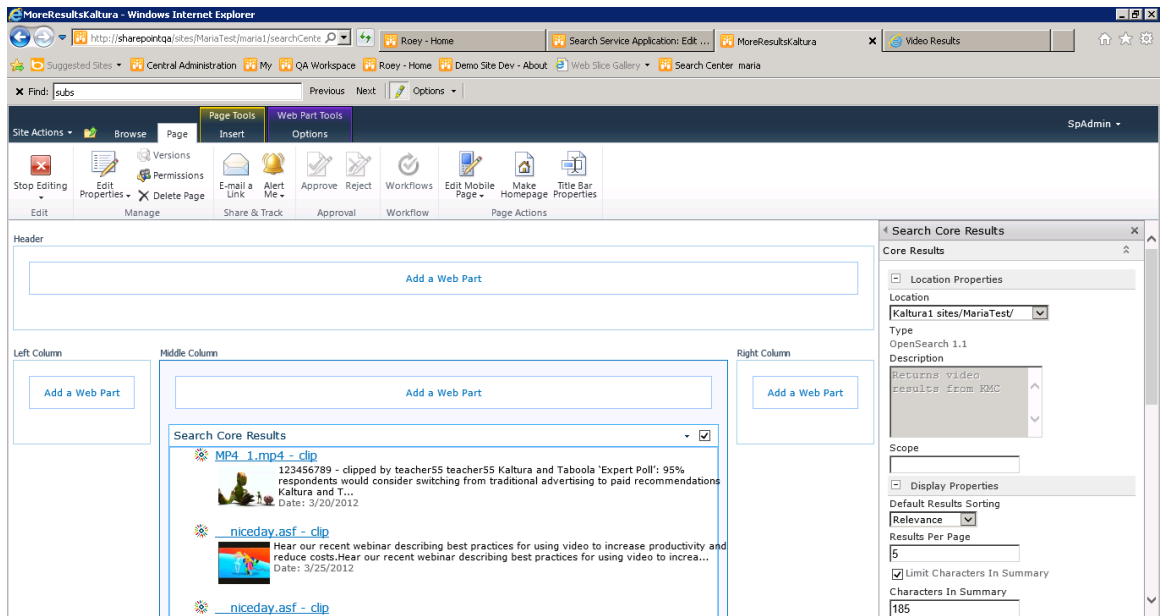 MoreResultsKaltura - Windows Internet Explorer
http://sharepointqa/sites/MariaTest/maria1/searchCente
Roey - Home
Search Service Application: Edit ...
MoreResultsKaltura
Video Results
Suggested Sites
Central Administration
My
QA Workspace
Roey - Home
Demo Site Dev - About
Web Slice Gallery
Search Center maria
Find: subs
Previous
Next
Options
Page Tools
Web Part Tools
Site Actions
Browse
Page
Insert
Options
SpAdmin
Stop Editing
Edit Properties
Versions
Permissions
Delete Page
E-mail a Link
Alert Me
Approve
Reject
Workflows
Edit Mobile Page
Make Homepage
Title Bar Properties
Edit
Manage
Share & Track
Approval
Workflow
Page Actions
Header
Add a Web Part
Left Column
Add a Web Part
Middle Column
Add a Web Part
Right Column
Add a Web Part
Search Core Results
MP4_1.mp4 - clip
123456789 - clipped by teacher55 teacher55 Kaltura and Taboola 'Expert Poll': 95%
respondents would consider switching from traditional advertising to paid recommendations
Kaltura and T...
Date: 3/20/2012
__niceday.asf - clip
Hear our recent webinar describing best practices for using video to increase productivity and
reduce costs.Hear our recent webinar describing best practices for using video to increa...
Date: 3/25/2012
__niceday.asf - clip
Search Core Results
Core Results
Location Properties
Location
Kaltura1 sites/MariaTest/
Type
OpenSearch 1.1
Description
Returns video
results from KMC
Scope
Display Properties
Default Results Sorting
Relevance
Results Per Page
5
Limit Characters In Summary
Characters In Summary
185